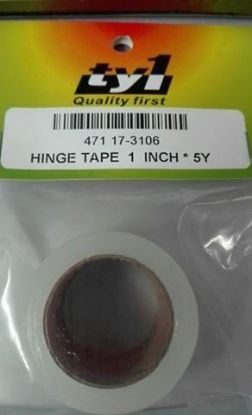 ty1
Quality first
471 17-3106
HINGE TAPE 1 INCH * 5Y